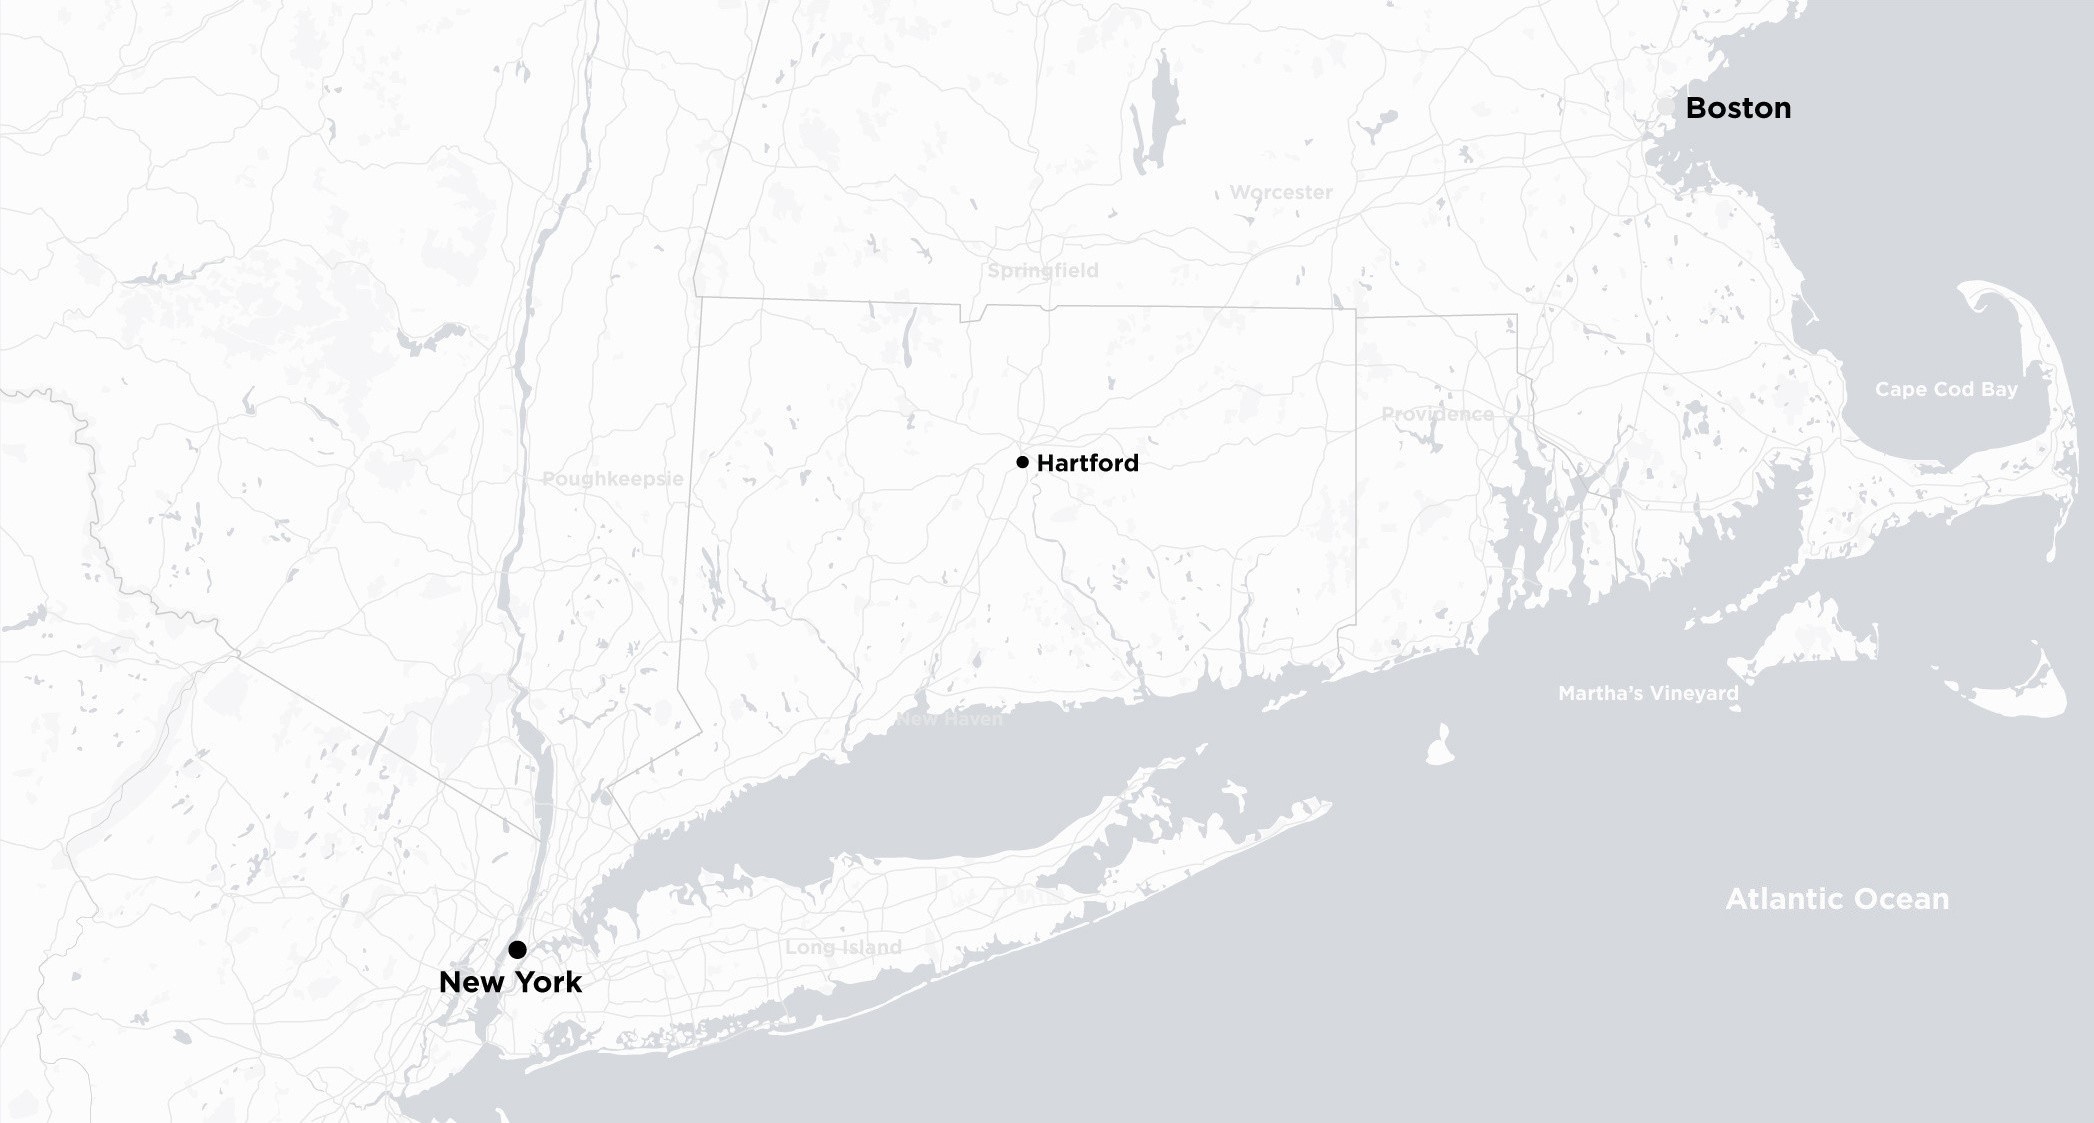 Boston
Worcester
Springfield
Cape Cod Bay
Providence
Hartford
Poughkeepsie
Martha's Vineyard
New Haven
Atlantic Ocean
Long Island
New York